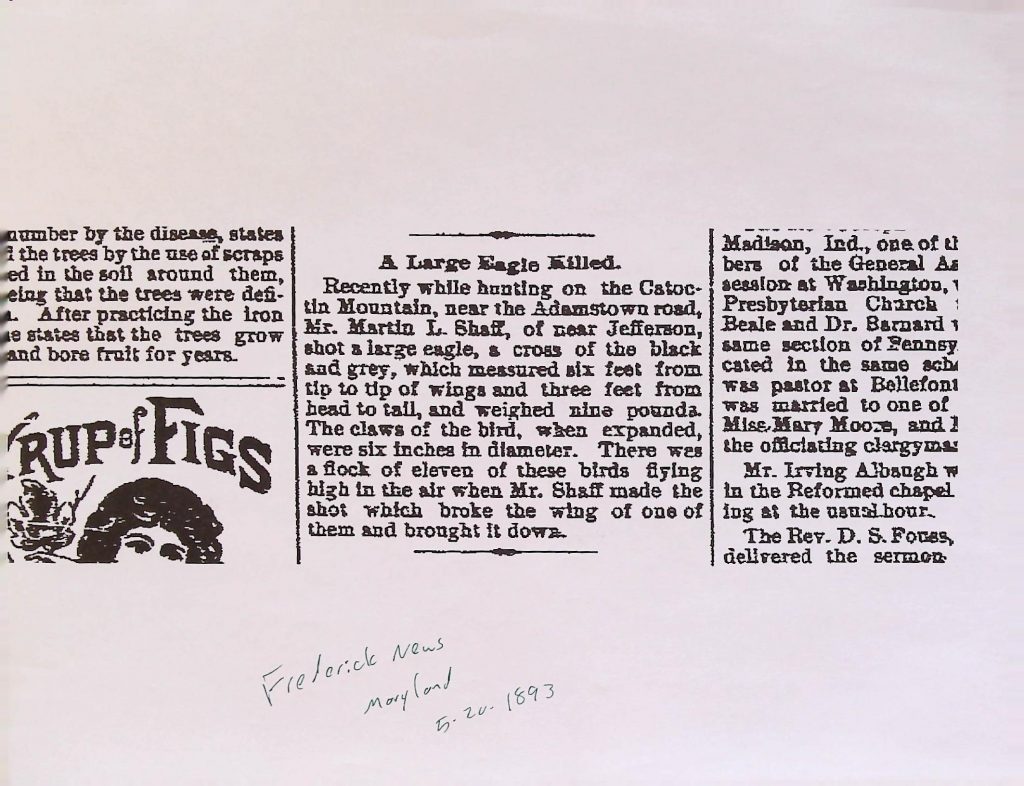 number by the disease, states
the trees by the use of scraps
ed in the soil around them,
eing that the trees were defi-
After practicing the iron
states that the trees grow
and bore fruit for years.
RUP of FIGS
A Large Eagle Killed.
Recently while hunting on the Catoc-
tin Mountain, near the Adamstown road,
Mr. Martin L. Shaff, of near Jefferson,
shot a large eagle, a cross of the black
and grey, which measured six feet from
tip to tip of wings and three feet from
head to tail, and weighed nine pounds.
The claws of the bird, when expanded,
were six inches in diameter. There was
a flock of eleven of these birds flying
high in the air when Mr. Shaff made the
shot which broke the wing of one of
them and brought it down.
Madison, Ind., one of
bers of the General
session at Washington,
Presbyterian Church
Beale and Dr. Barnard
same section of Pennsy
cated in the same
was pastor at Bellefont
was married to one of
Miss Mary Moore, and
the officiating clergyma
Mr. Irving Albaugh
in the Reformed chapel
ing at the usual hour.
The Rev. D. S. Fouss,
delivered the sermon
Frederick News
Maryland
5-20-1893